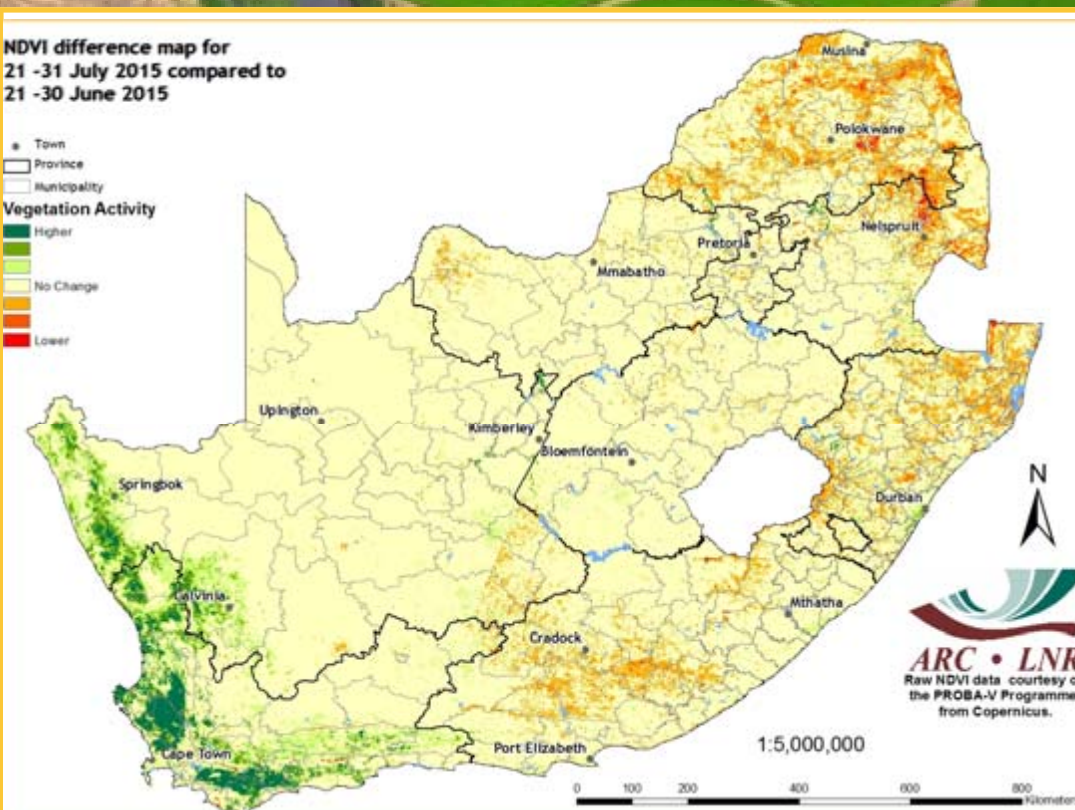 NDVI difference map for
21 -31 July 2015 compared to
21 -30 June 2015
Town
Province
Municipality
Vegetation Activity
Higher
No Change
Lower
Musina
Polokwane
Nelspruit
Pretoria
Mmabatho
Upington
Kimberley
Bloemfontein
Springbok
Durban
N
Calvinia
Mthatha
Cradock
Cape Town
Port Elizabeth
ARC • LNR
Raw NDVI data courtesy of
the PROBA-V Programme
from Copernicus.
1:5,000,000
0 100 200 400 600 800
Kilometers